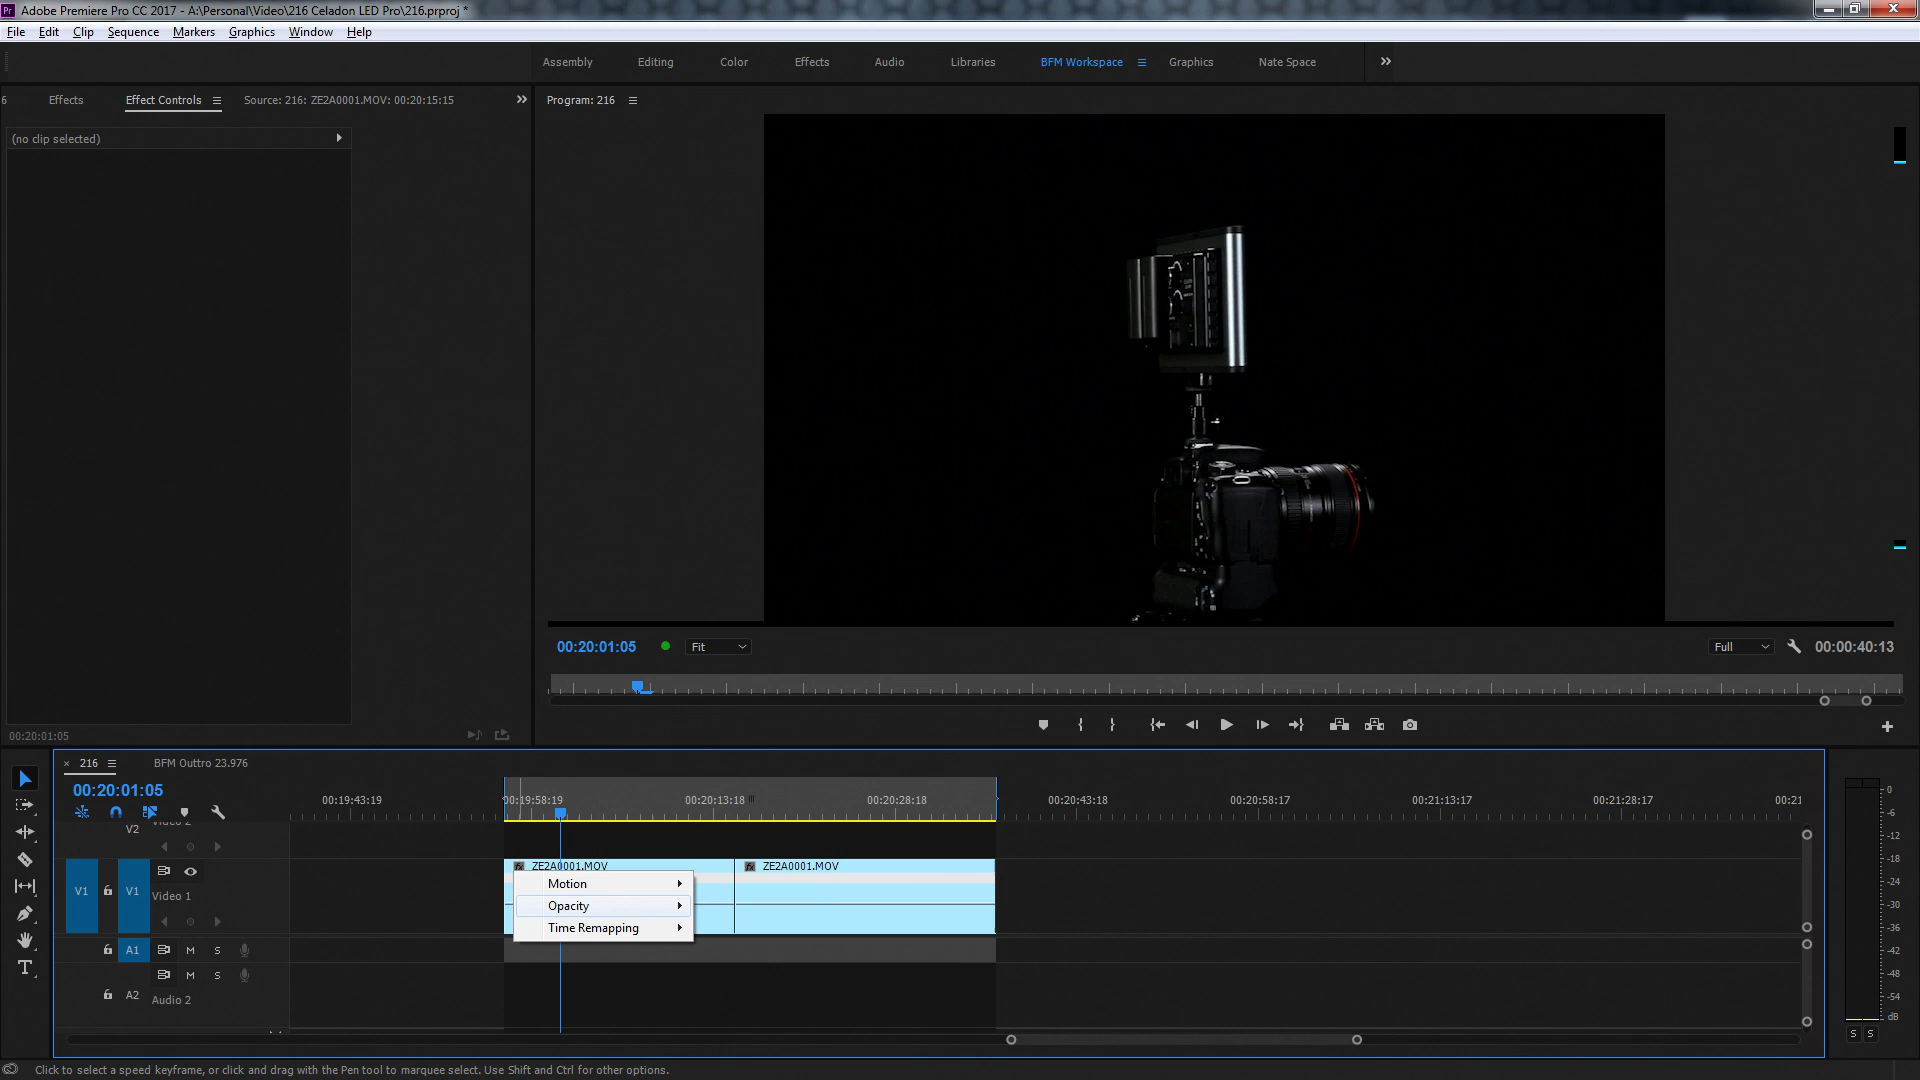 Adobe Premiere Pro CC 2017 - A:\Personal\Video\216 Celadon LED Pro\216.prproj *
File Edit Clip Sequence Markers Graphics Window Help
Assembly Editing Color Effects Audio Libraries BFM Workspace Graphics Nate Space
6 Effects Effect Controls Source: 216: ZE2A0001.MOV: 00:20:15:15 Program: 216
(no clip selected)
00:20:01:05 Fit Full 00:00:40:13
00:20:01:05
216 BFM Outtro 23.976
00:20:01:05
00:19:43:19 00:19:58:19 00:20:13:18 00:20:28:18 00:20:43:18 00:20:58:17 00:21:13:17 00:21:28:17 00:21
V2 Video 2
ZE2A0001.MOV ZE2A0001.MOV
Motion
Opacity
Time Remapping
V1 V1 Video 1
A1 M S
M S
A2 Audio 2
0
-6
-12
-18
-24
-30
-36
-42
-48
-54
dB
S S
Click to select a speed keyframe, or click and drag with the Pen tool to marquee select. Use Shift and Ctrl for other options.